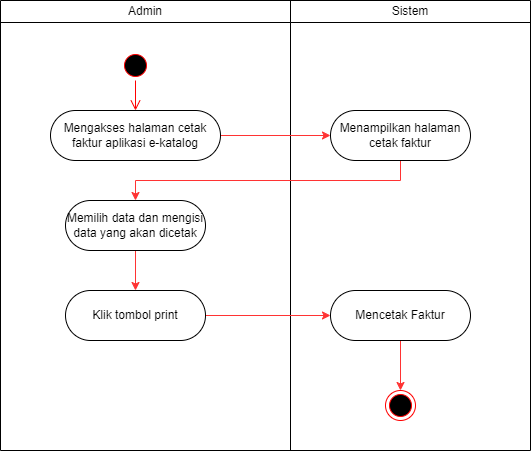 Admin
Sistem
Mengakses halaman cetak
faktur aplikasi e-katalog
Menampilkan halaman
cetak faktur
Memilih data dan mengisi
data yang akan dicetak
Klik tombol print
Mencetak Faktur